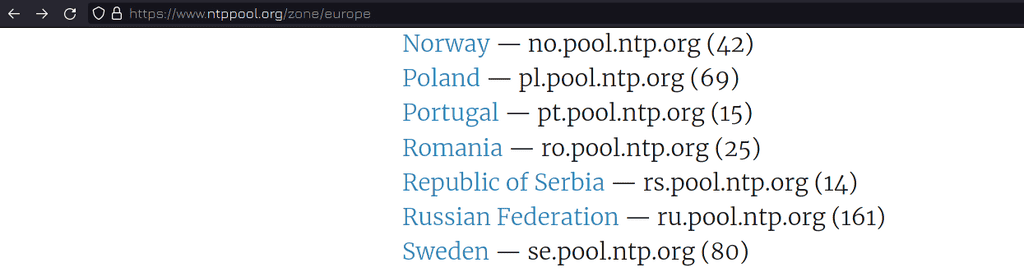 https://www.ntppool.org/zone/europe
Norway — no.pool.ntp.org (42)
Poland — pl.pool.ntp.org (69)
Portugal — pt.pool.ntp.org (15)
Romania — ro.pool.ntp.org (25)
Republic of Serbia — rs.pool.ntp.org (14)
Russian Federation — ru.pool.ntp.org (161)
Sweden — se.pool.ntp.org (80)